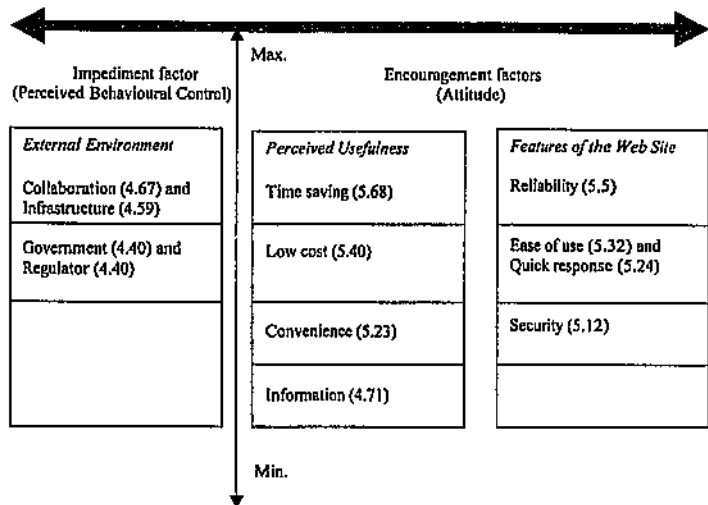 Max.
Impediment factor
(Perceived Behavioural Control)
Encouragement factors
(Attitude)
External Environment
Collaboration (4.67) and
Infrastructure (4.59)
Government (4.40) and
Regulator (4.40)
Perceived Usefulness
Time saving (5.68)
Low cost (5.40)
Convenience (5.23)
Information (4.71)
Features of the Web Site
Reliability (5.5)
Ease of use (5.32) and
Quick response (5.24)
Security (5.12)
Min.